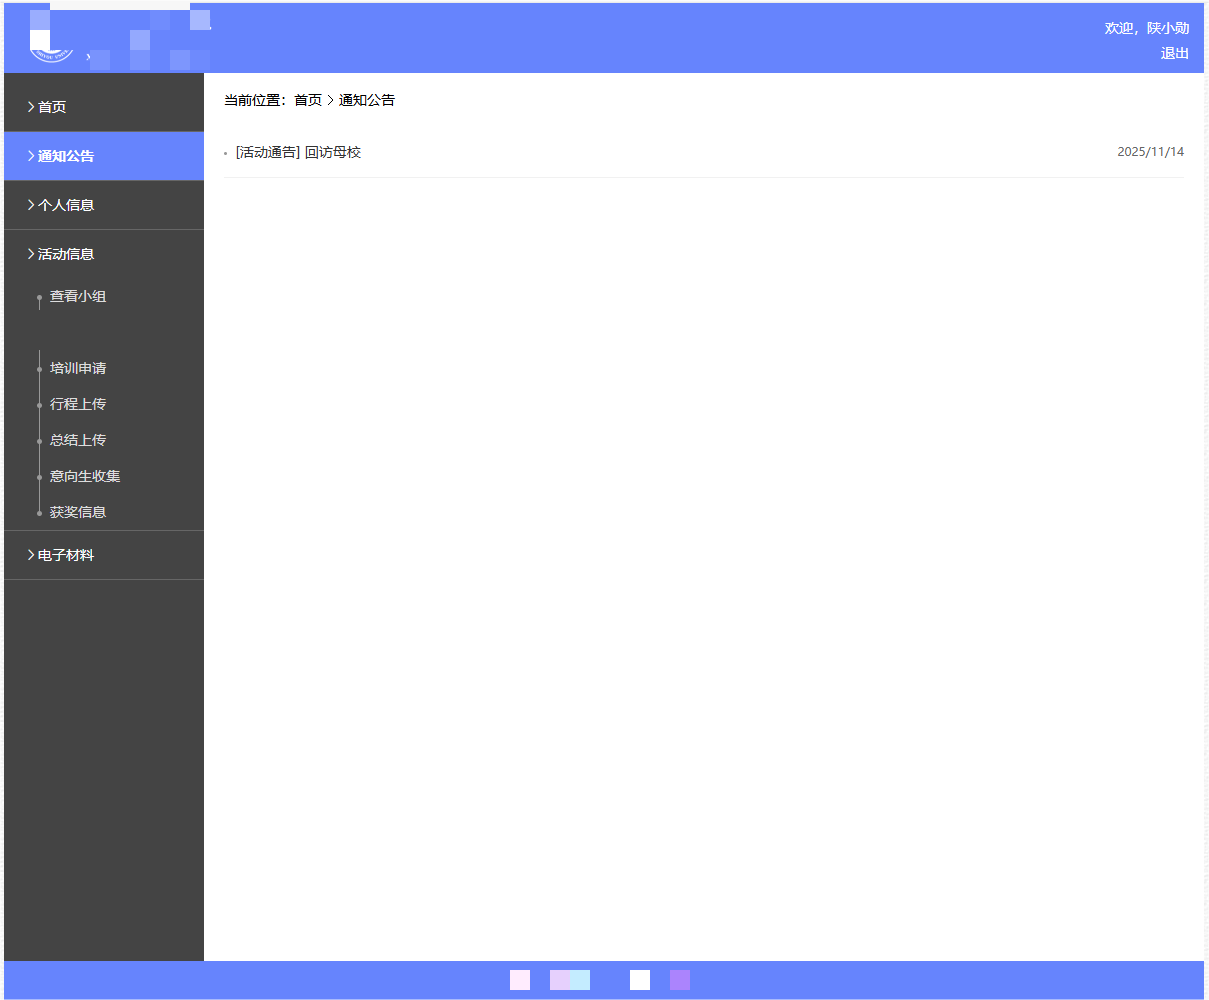 欢迎，陕小勋
退出
首页
通知公告
个人信息
活动信息
查看小组
培训申请
行程上传
总结上传
意向生收集
获奖信息
电子材料
当前位置：首页 > 通知公告
[活动通告] 回访母校 2025/11/14